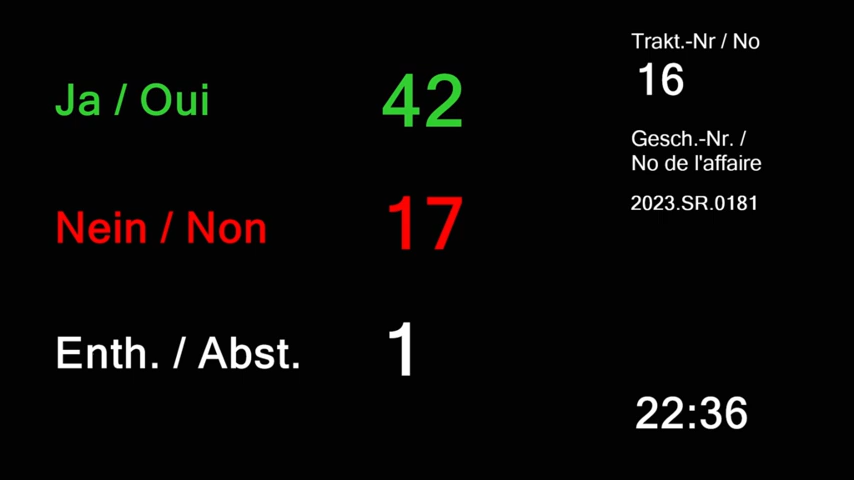 Ja / Oui 42
Nein / Non 17
Enth. / Abst. 1
Trakt.-Nr / No
16
Gesch.-Nr. /
No de l'affaire
2023.SR.0181
22:36